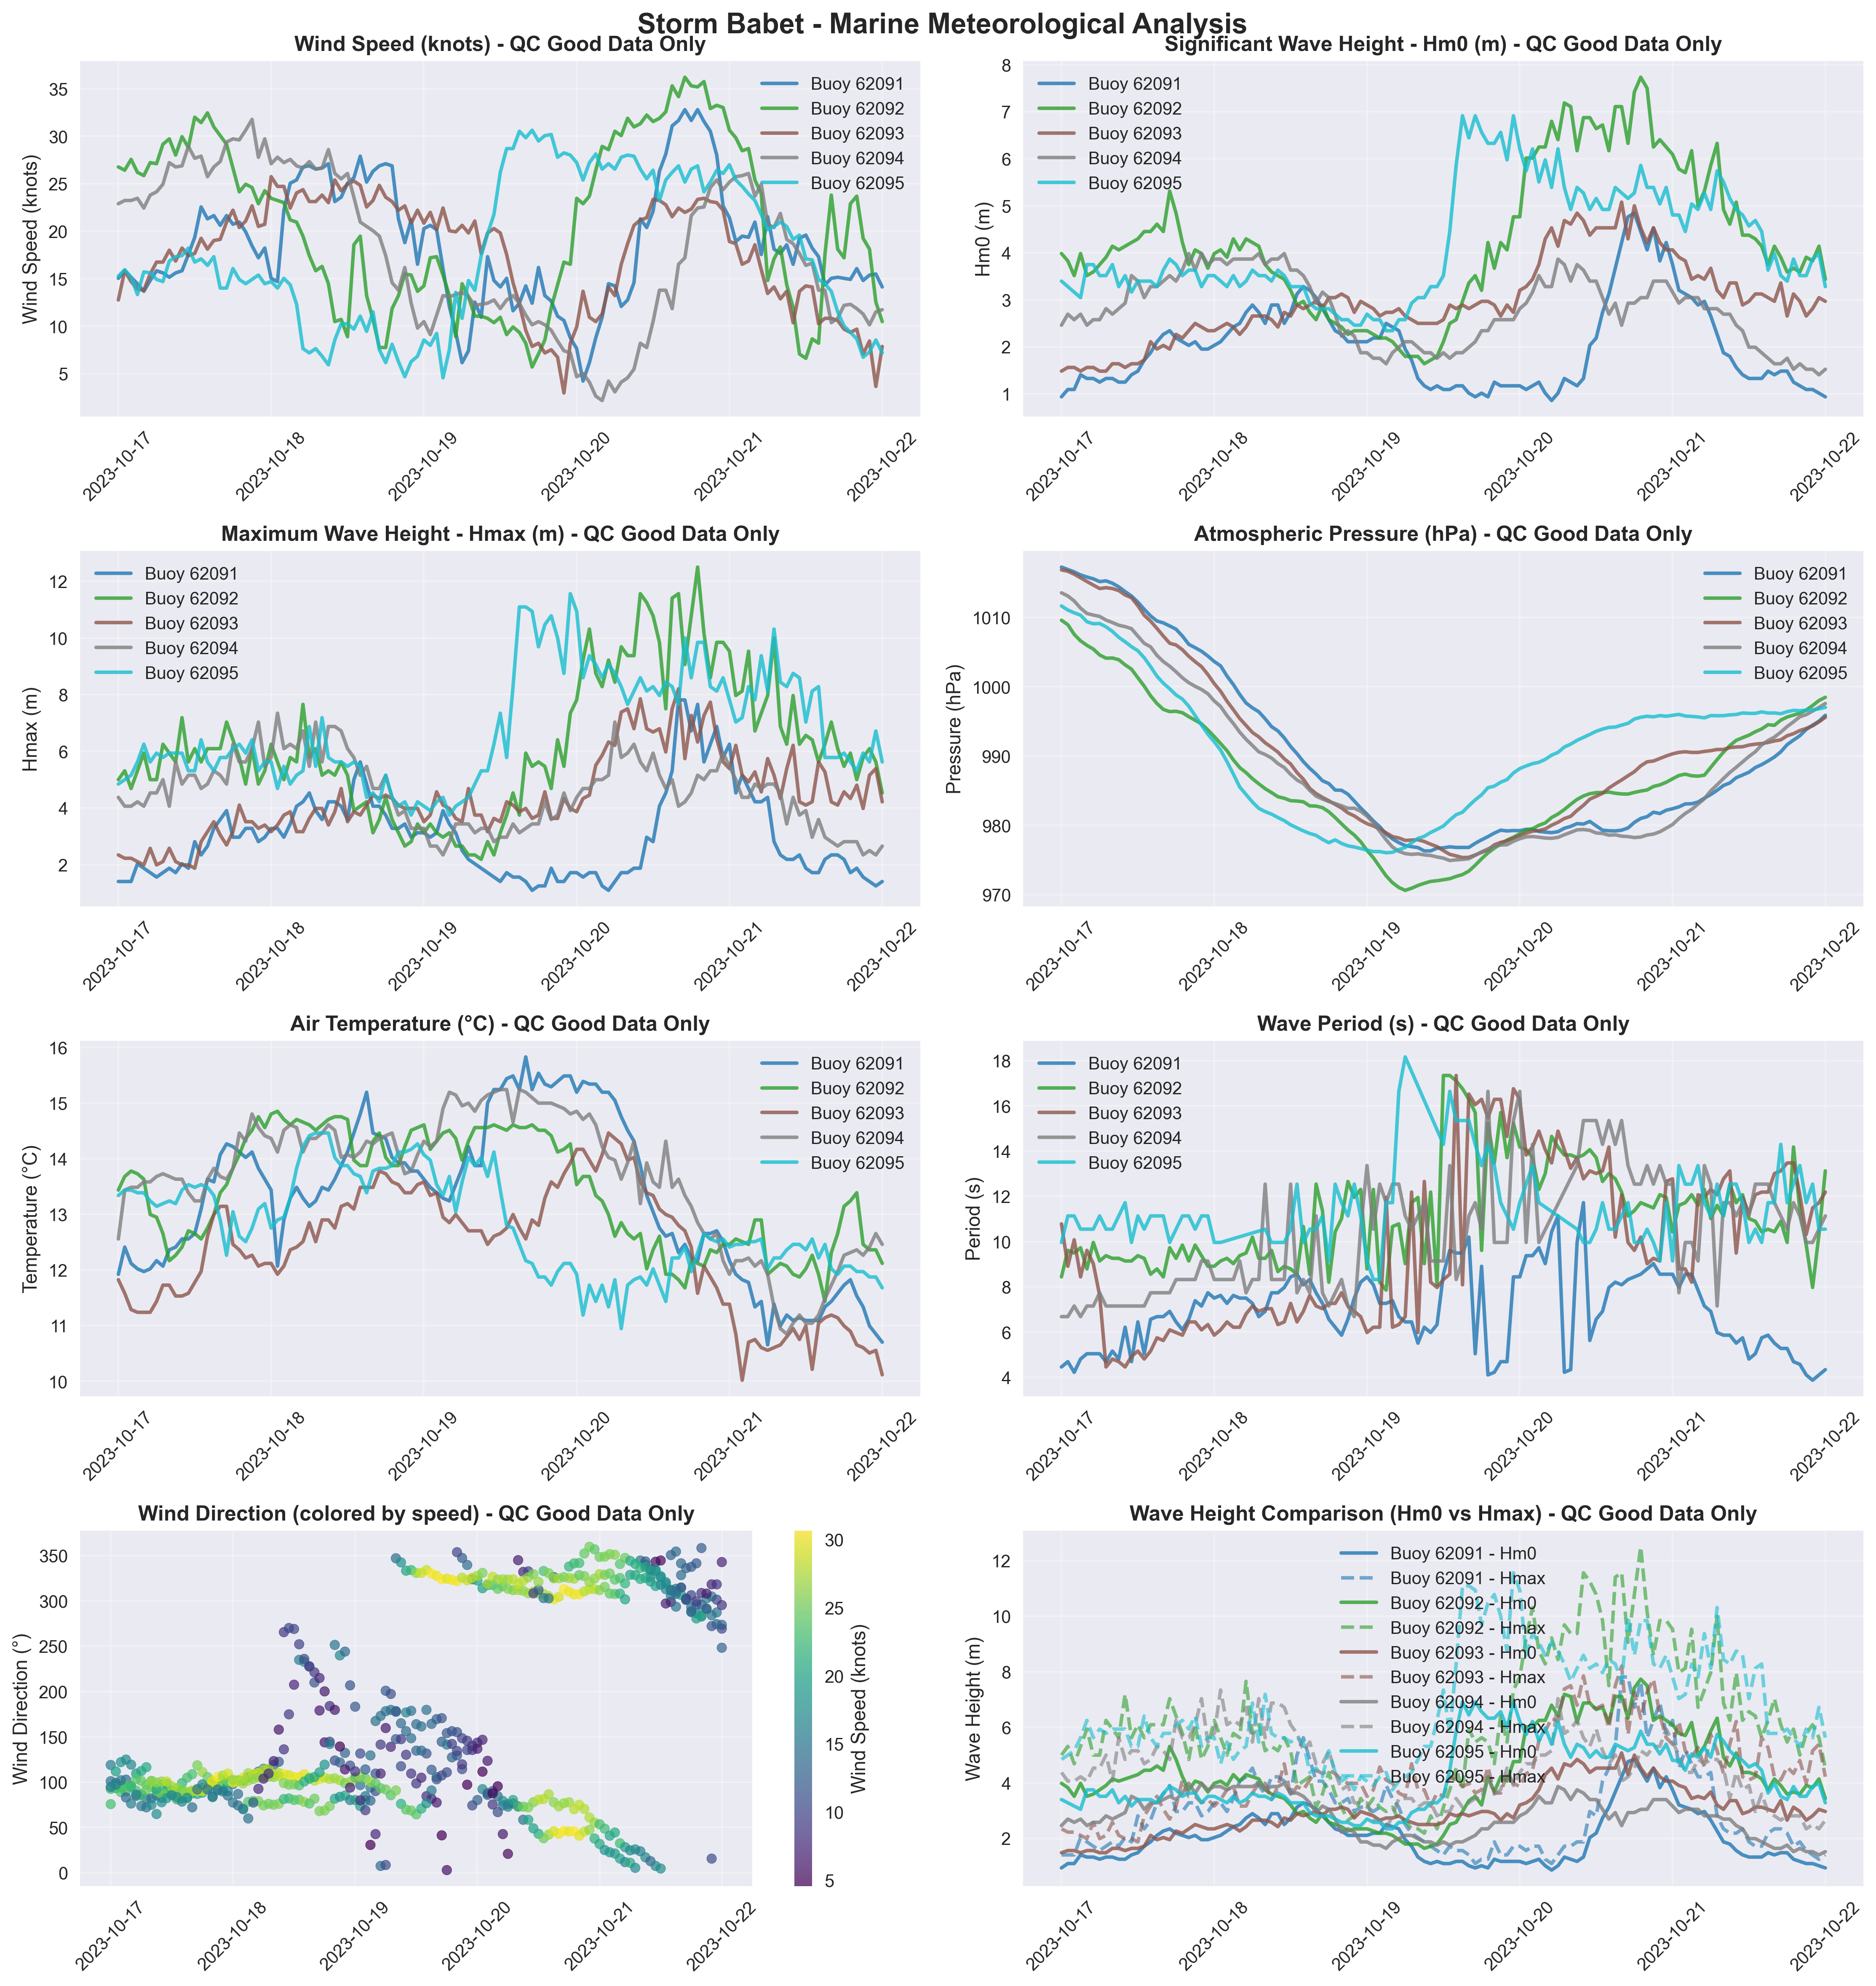 Storm Babet - Marine Meteorological Analysis
Wind Speed (knots) - QC Good Data Only
Wind Speed (knots)
35
30
25
20
15
10
5
Buoy 62091
Buoy 62092
Buoy 62093
Buoy 62094
Buoy 62095
2023-10-17
2023-10-18
2023-10-19
2023-10-20
2023-10-21
2023-10-22
Significant Wave Height - Hm0 (m) - QC Good Data Only
Hm0 (m)
8
7
6
5
4
3
2
1
Buoy 62091
Buoy 62092
Buoy 62093
Buoy 62094
Buoy 62095
2023-10-17
2023-10-18
2023-10-19
2023-10-20
2023-10-21
2023-10-22
Maximum Wave Height - Hmax (m) - QC Good Data Only
Hmax (m)
12
10
8
6
4
2
Buoy 62091
Buoy 62092
Buoy 62093
Buoy 62094
Buoy 62095
2023-10-17
2023-10-18
2023-10-19
2023-10-20
2023-10-21
2023-10-22
Atmospheric Pressure (hPa) - QC Good Data Only
Pressure (hPa)
1010
1000
990
980
970
Buoy 62091
Buoy 62092
Buoy 62093
Buoy 62094
Buoy 62095
2023-10-17
2023-10-18
2023-10-19
2023-10-20
2023-10-21
2023-10-22
Air Temperature (°C) - QC Good Data Only
Temperature (°C)
16
15
14
13
12
11
10
Buoy 62091
Buoy 62092
Buoy 62093
Buoy 62094
Buoy 62095
2023-10-17
2023-10-18
2023-10-19
2023-10-20
2023-10-21
2023-10-22
Wave Period (s) - QC Good Data Only
Period (s)
18
16
14
12
10
8
6
4
Buoy 62091
Buoy 62092
Buoy 62093
Buoy 62094
Buoy 62095
2023-10-17
2023-10-18
2023-10-19
2023-10-20
2023-10-21
2023-10-22
Wind Direction (colored by speed) - QC Good Data Only
Wind Direction (°)
350
300
250
200
150
100
50
0
2023-10-17
2023-10-18
2023-10-19
2023-10-20
2023-10-21
2023-10-22
30
25
20
15
10
5
Wind Speed (knots)
Wave Height Comparison (Hm0 vs Hmax) - QC Good Data Only
Wave Height (m)
12
10
8
6
4
2
Buoy 62091 - Hm0
Buoy 62091 - Hmax
Buoy 62092 - Hm0
Buoy 62092 - Hmax
Buoy 62093 - Hm0
Buoy 62093 - Hmax
Buoy 62094 - Hm0
Buoy 62094 - Hmax
Buoy 62095 - Hm0
Buoy 62095 - Hmax
2023-10-17
2023-10-18
2023-10-19
2023-10-20
2023-10-21
2023-10-22